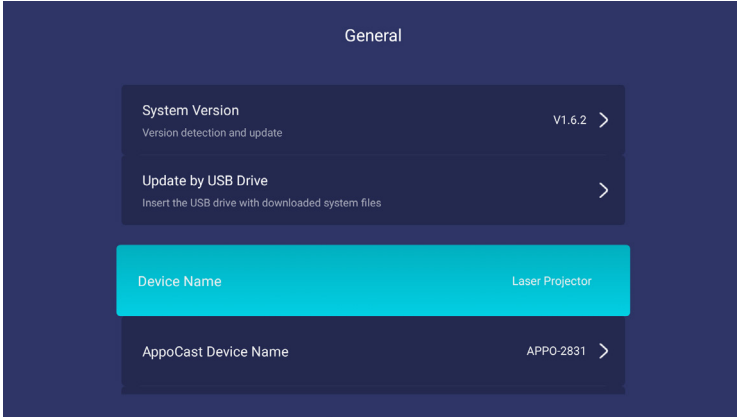 General
System Version
Version detection and update
V1.6.2
Update by USB Drive
Insert the USB drive with downloaded system files
Device Name
Laser Projector
AppoCast Device Name
APPO-2831